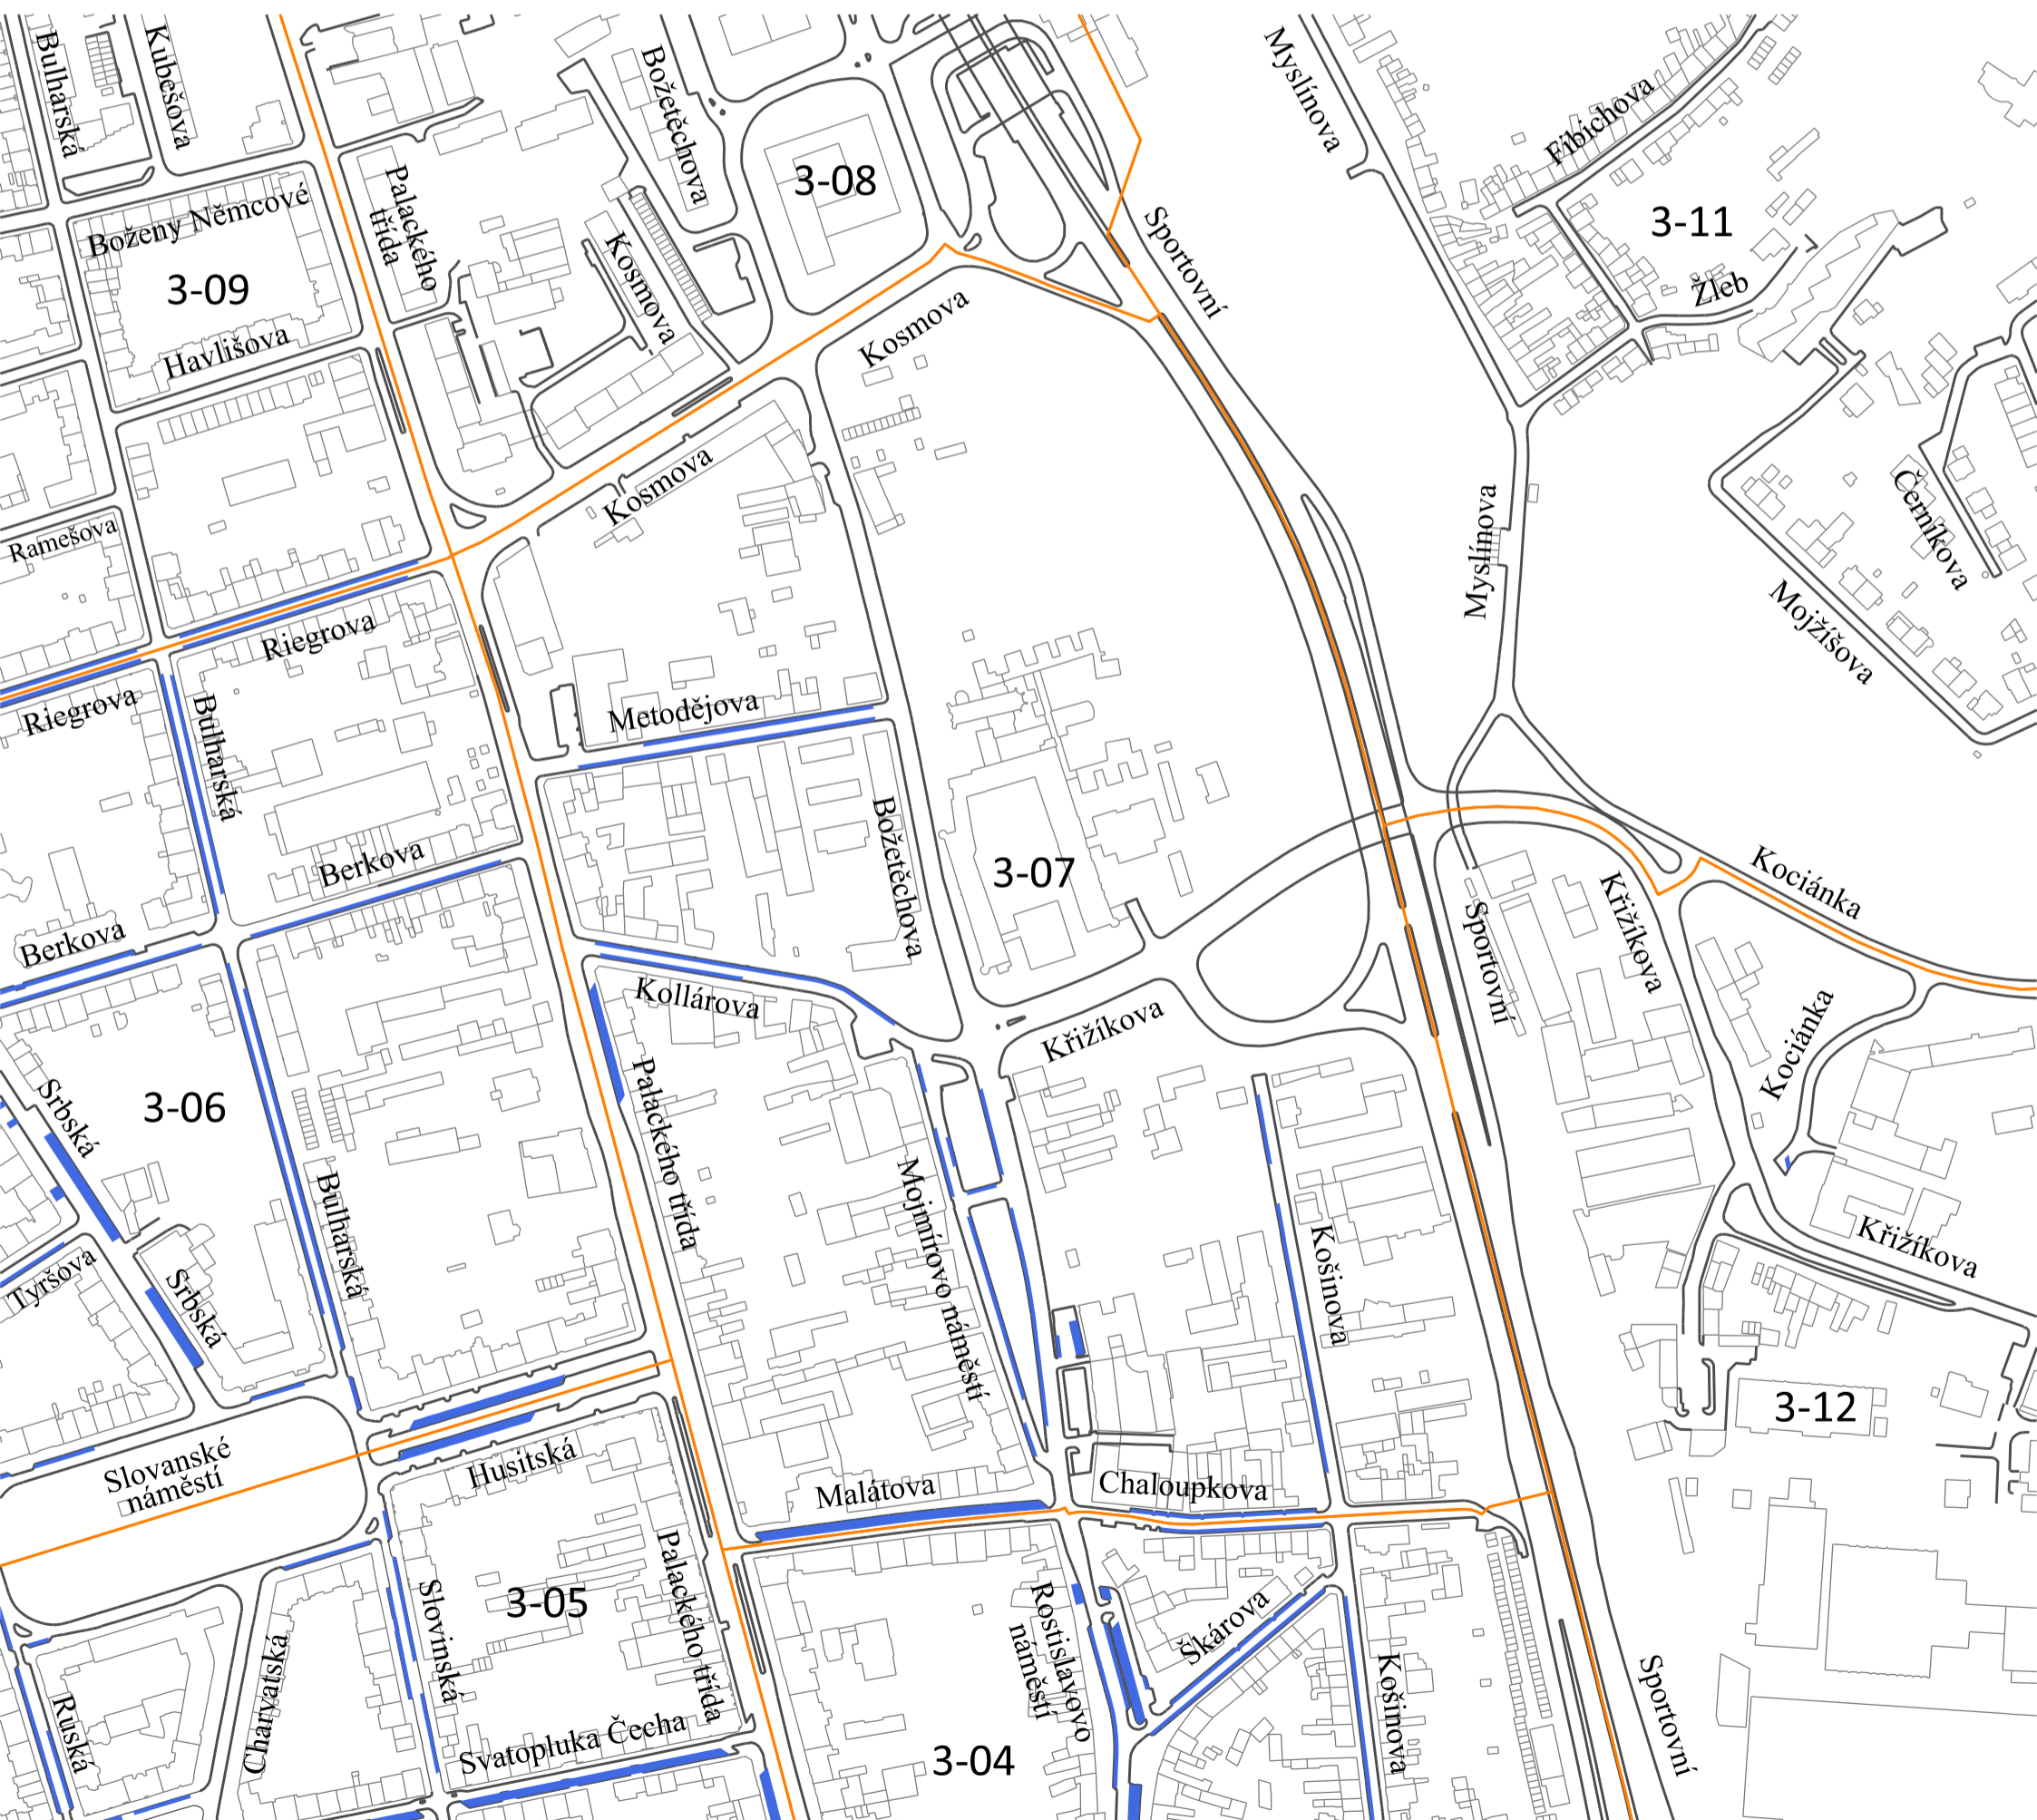 Bulharská
Kubešova
Božetěchova
Myslínova
Fibichova
Palackého
třída
Boženy Němcové
3-08
3-11
Sportovní
3-09
Kosmova
Žleb
Havlišova
Kosmova
Kosmova
Ramešova
Myslínova
Černíkova
Riegrova
Mojžíšova
Riegrova
Bulharská
Metodějova
Berkova
Božetěchova
3-07
Kociánka
Berkova
Sportovní
Křižíkova
Kollárova
Křižíkova
Kociánka
Srbská
3-06
Palackého třída
Bulharská
Mojmírovo náměstí
Košinova
Křižíkova
Tyršova
Srbská
3-12
Slovanské
náměstí
Husitská
Malátova
Chaloupkova
3-05
Palackého třída
Slovinská
Rostislavovo
náměstí
Škárova
Charvatská
Ruská
Košinova
Sportovní
Svatopluka Čecha
3-04